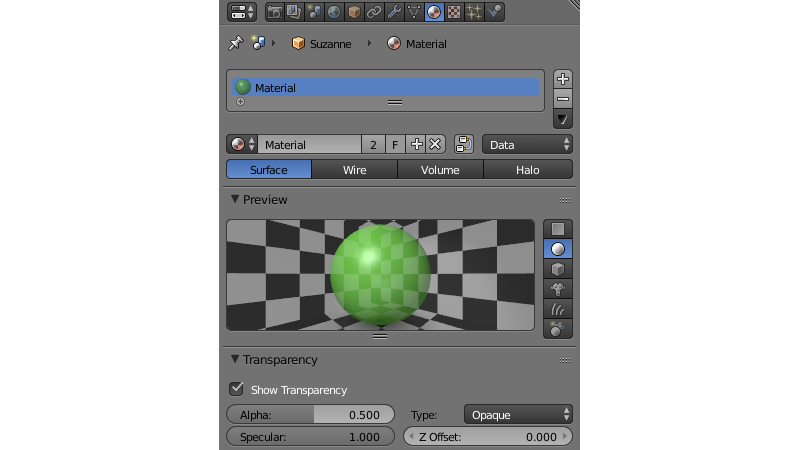 Suzanne Material
Material
Material 2 F Data
Surface Wire Volume Halo
Preview
Transparency
Show Transparency
Alpha: 0.500 Type: Opaque
Specular: 1.000 Z Offset: 0.000